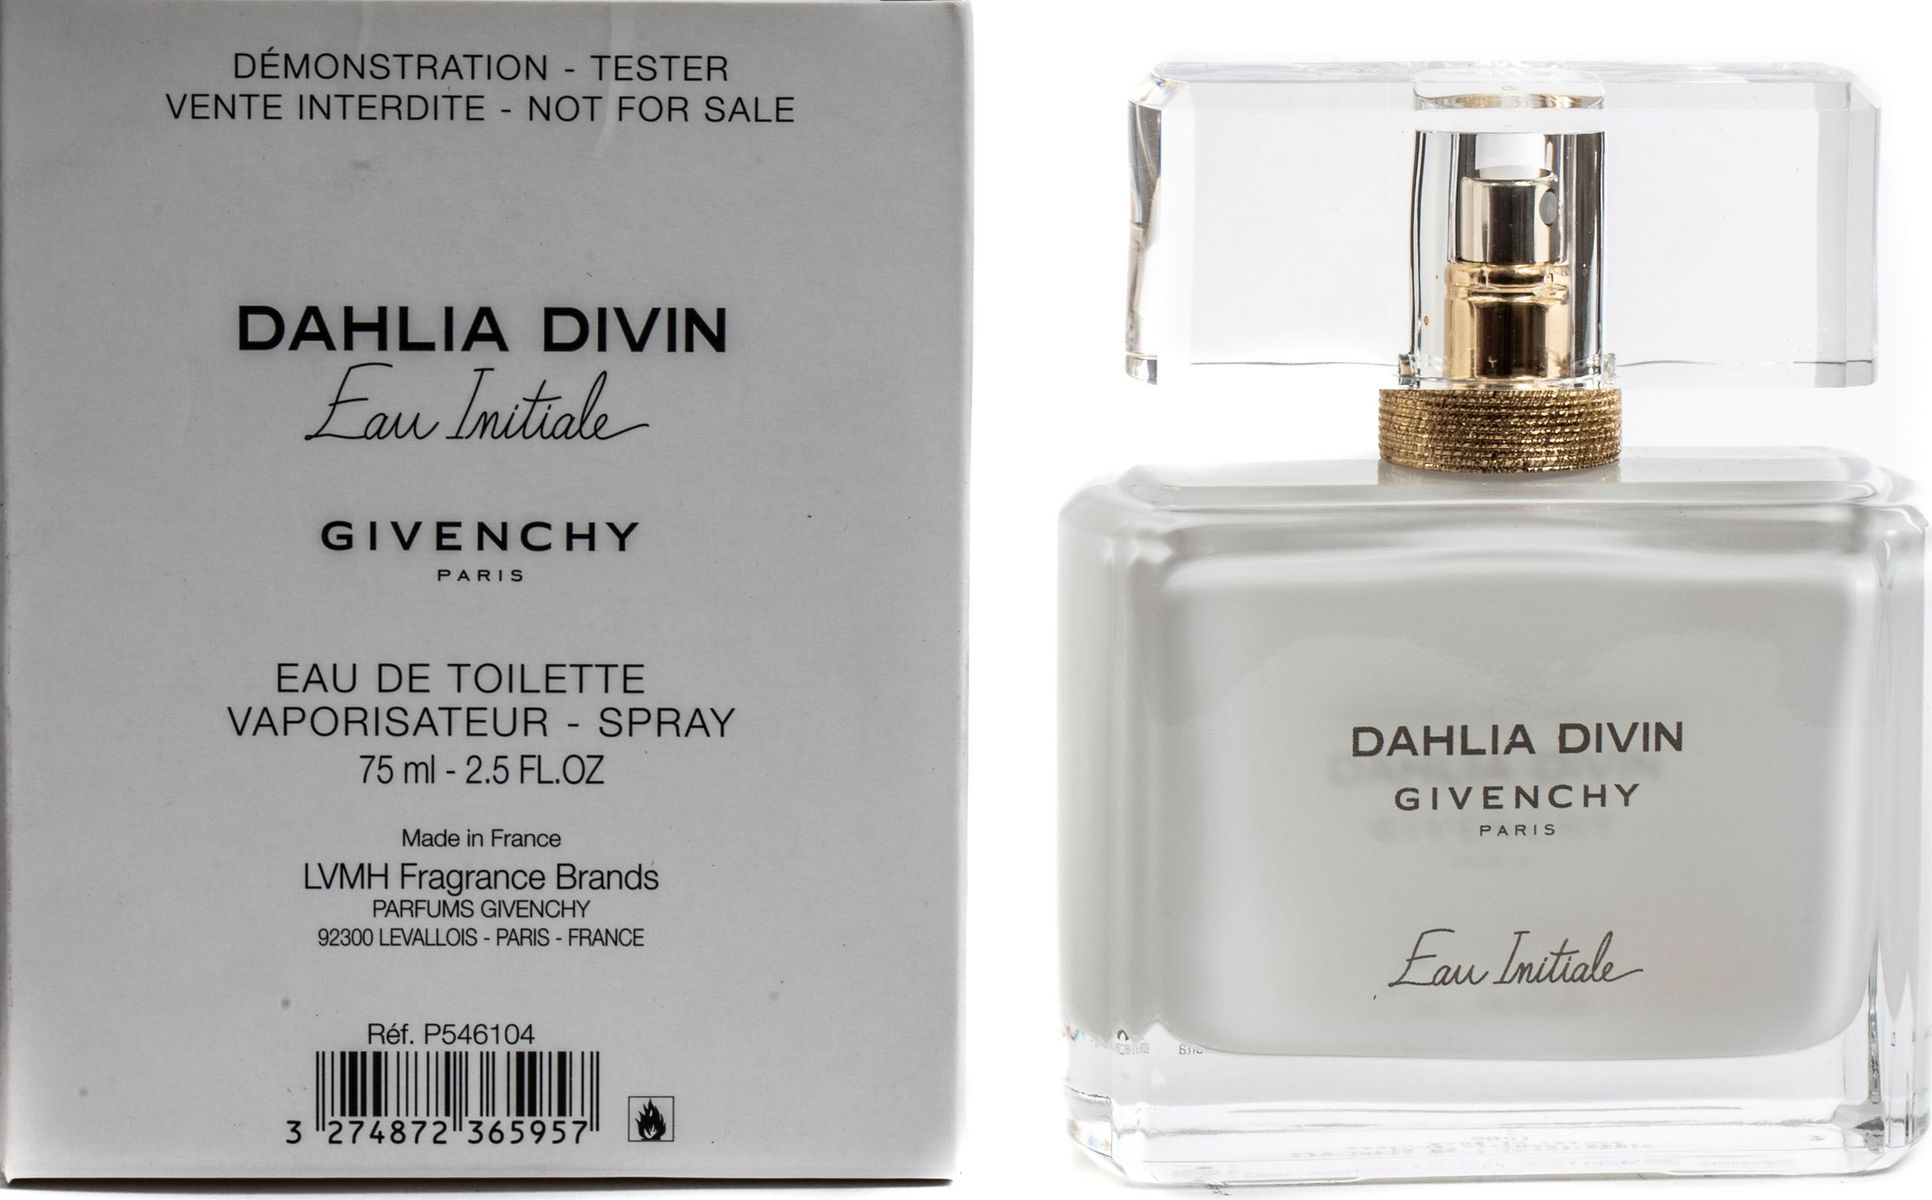 DÉMONSTRATION - TESTER
VENTE INTERDITE - NOT FOR SALE
DAHLIA DIVIN
Eau Initiale
GIVENCHY
PARIS
EAU DE TOILETTE
VAPORISATEUR - SPRAY
75 ml - 2.5 FL.OZ
Made in France
LVMH Fragrance Brands
PARFUMS GIVENCHY
92300 LEVALLOIS - PARIS - FRANCE
Réf. P546104
3 274872 365957
DAHLIA DIVIN
GIVENCHY
PARIS
Eau Initiale